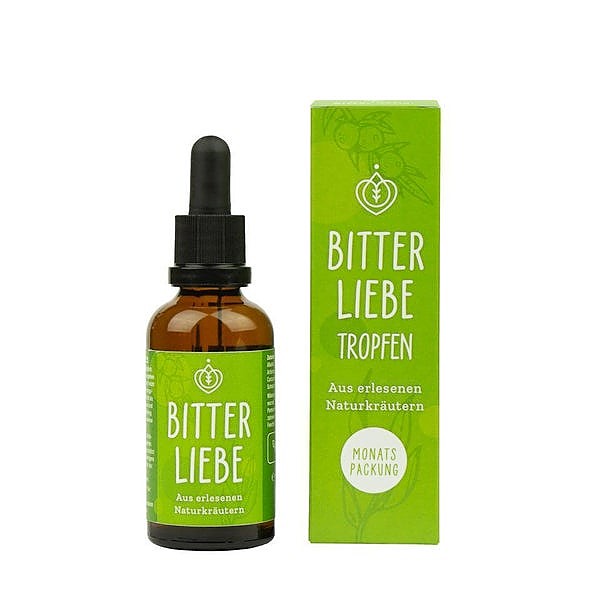 BITTER
LIEBE
Aus erlesenen
Naturkräutern
BITTER
LIEBE
TROPFEN
Aus erlesenen
Naturkräutern
MONATS
PACKUNG